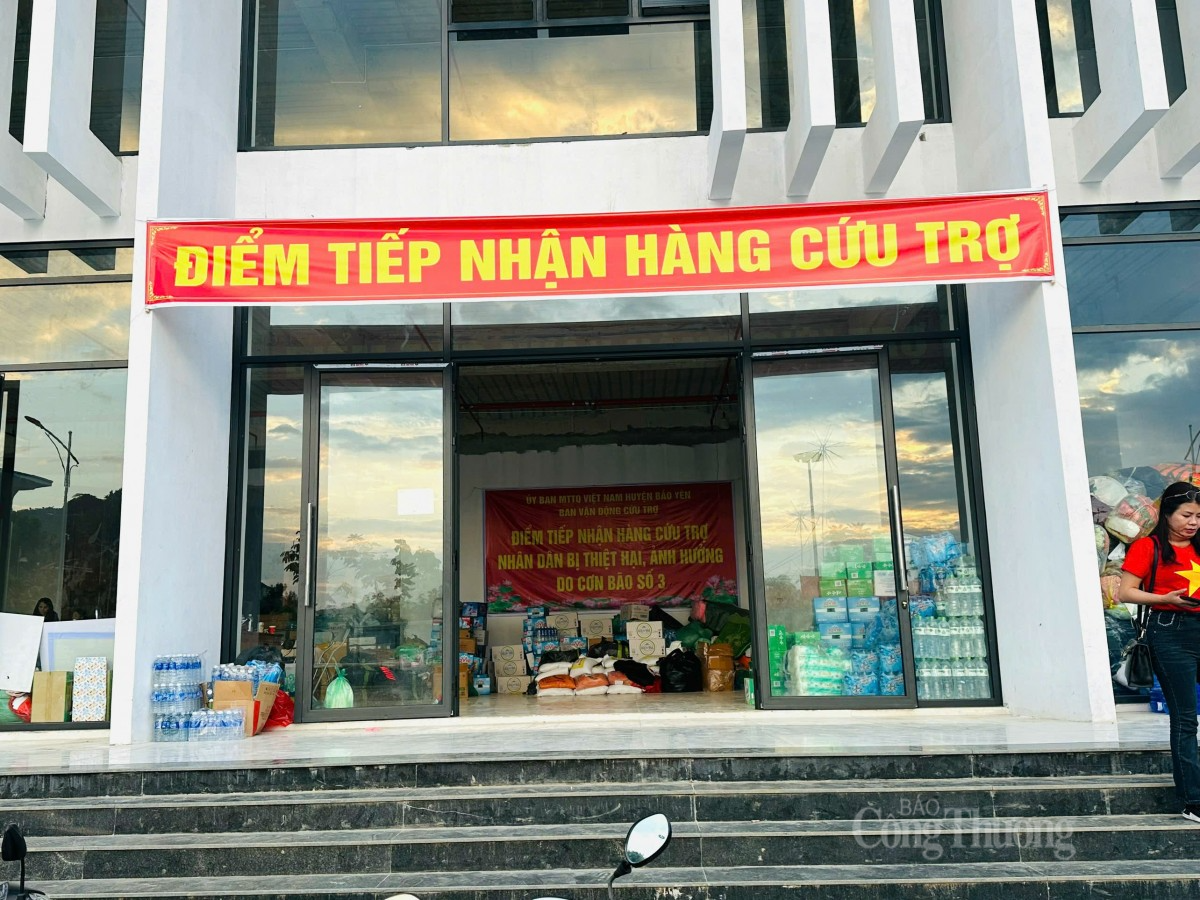 ĐIỂM TIẾP NHẬN HÀNG CỨU TRỢ
ỦY BAN MTTQ VIỆT NAM HUYỆN BẢO YÊN
BAN VẬN ĐỘNG CỨU TRỢ
ĐIỂM TIẾP NHẬN HÀNG CỨU TRỢ
NHÂN DÂN BỊ THIỆT HẠI, ẢNH HƯỞNG
DO CƠN BÃO SỐ 3
BÁO
Công Thương